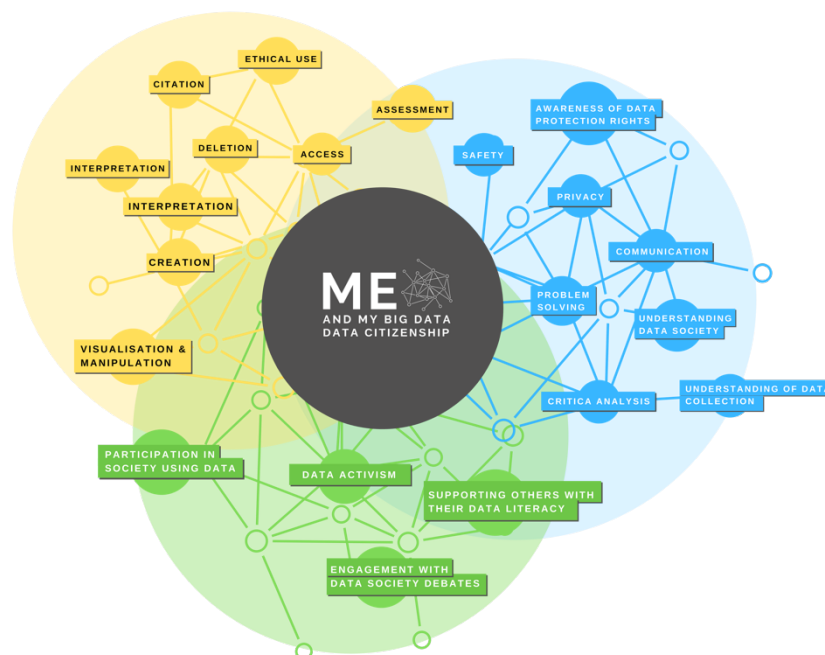 ETHICAL USE
CITATION
ASSESSMENT
DELETION
ACCESS
INTERPRETATION
INTERPRETATION
CREATION
VISUALISATION &
MANIPULATION
AWARENESS OF DATA
PROTECTION RIGHTS
SAFETY
PRIVACY
COMMUNICATION
PROBLEM
SOLVING
UNDERSTANDING
DATA SOCIETY
CRITICA ANALYSIS
UNDERSTANDING OF DATA
COLLECTION
ME
AND MY BIG DATA
DATA CITIZENSHIP
PARTICIPATION IN
SOCIETY USING DATA
DATA ACTIVISM
SUPPORTING OTHERS WITH
THEIR DATA LITERACY
ENGAGEMENT WITH
DATA SOCIETY DEBATES